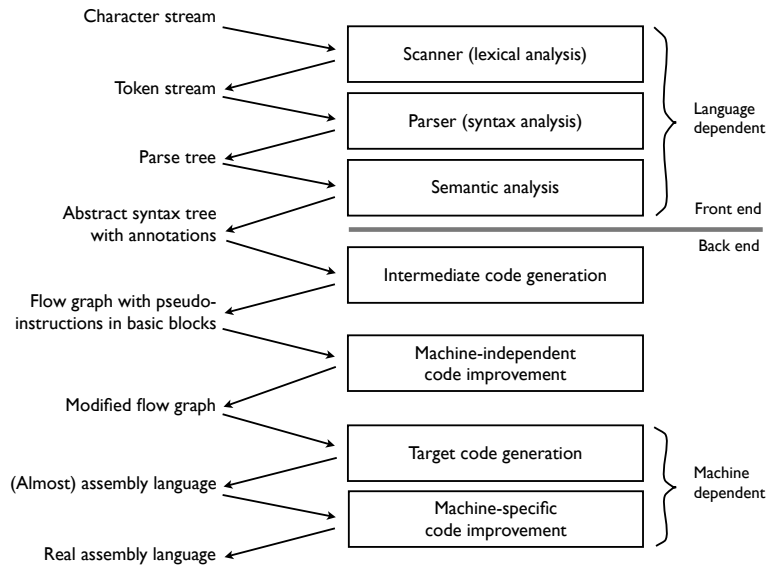 Character stream
Scanner (lexical analysis)
Token stream
Language
dependent
Parser (syntax analysis)
Parse tree
Semantic analysis
Abstract syntax tree
with annotations
Front end
Back end
Intermediate code generation
Flow graph with pseudo-
instructions in basic blocks
Machine-independent
code improvement
Modified flow graph
Target code generation
(Almost) assembly language
Machine
dependent
Machine-specific
code improvement
Real assembly language